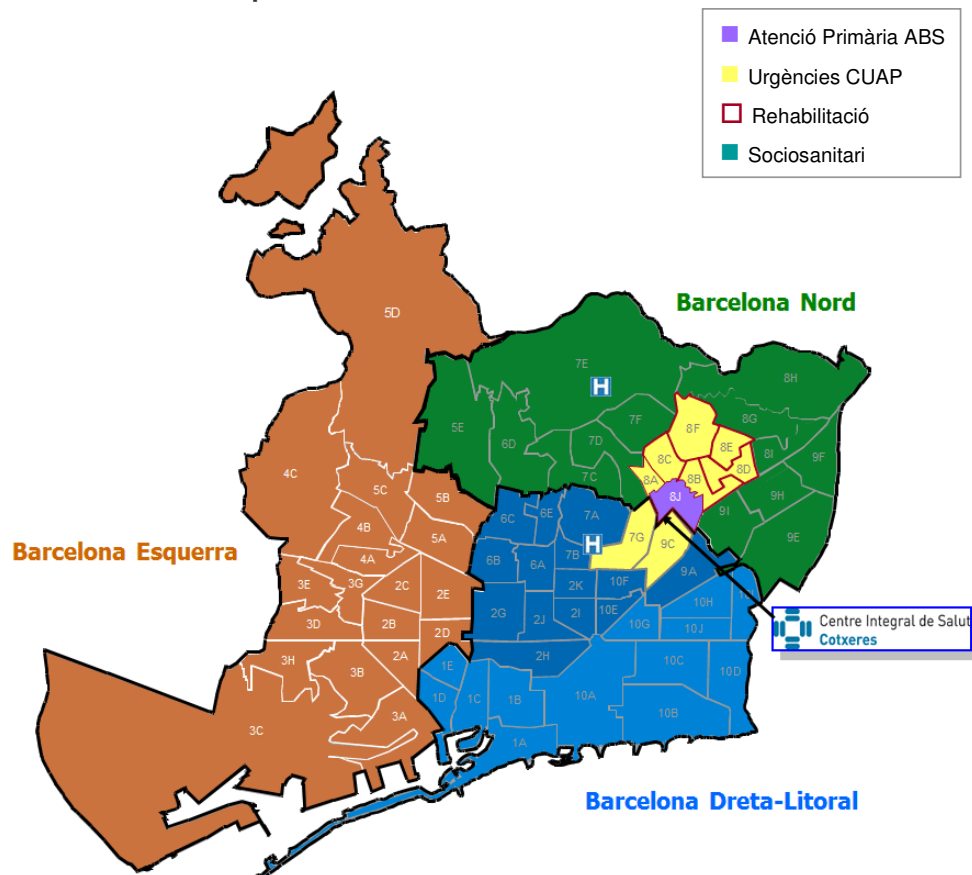 Atenció Primària ABS
Urgències CUAP
Rehabilitació
Sociosanitari
Barcelona Nord
5D
7E
H
8H
5E
6D
7F
8G
7D
8F
8E
8I
9F
7C
8C
8B
8D
8A
8J
9H
9I
9E
4C
5C
5B
4B
5A
4A
Barcelona Esquerra
6C
6E
7A
7G
9C
H
7B
6B
6A
9A
3E
3G
2C
2E
2K
10F
3D
2B
2D
2G
2J
2I
10E
10G
10H
10J
Centre Integral de Salut
Cotxeres
3H
3B
2A
1E
2H
10C
10D
1D
1C
1B
10A
3C
3A
10B
1A
Barcelona Dreta-Litoral